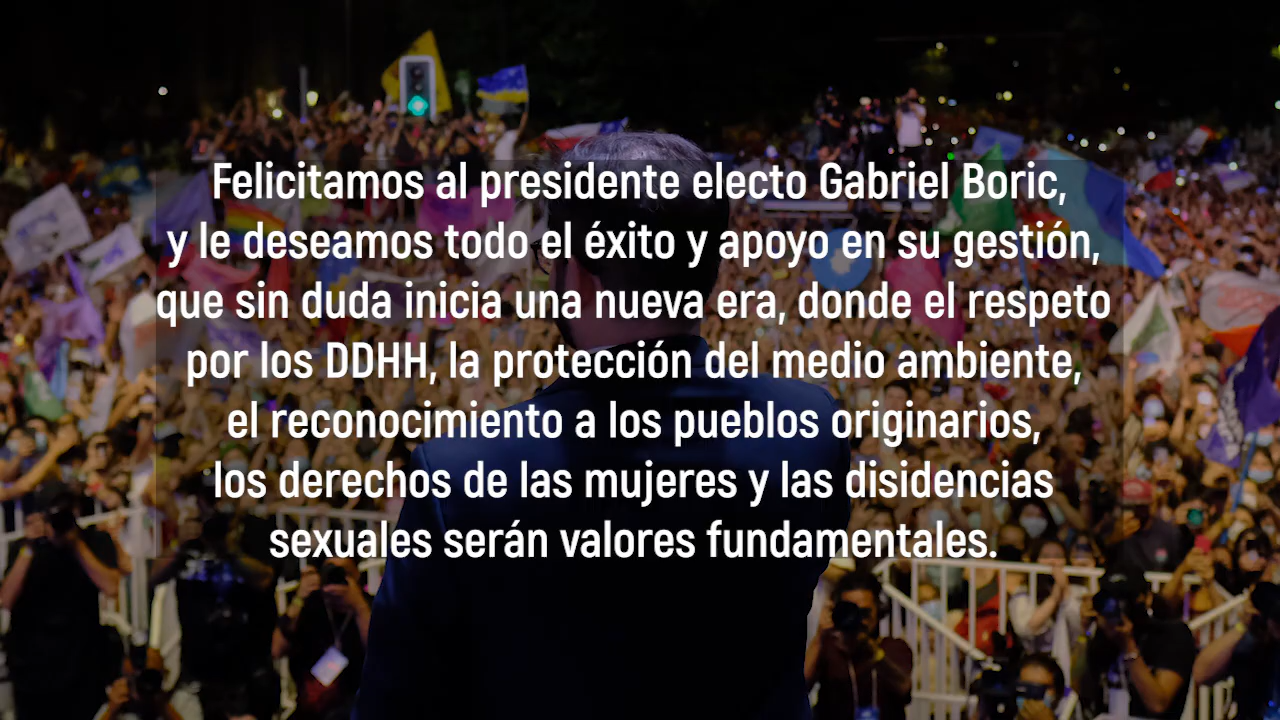 Felicitamos al presidente electo Gabriel Boric,
y le deseamos todo el éxito y apoyo en su gestión,
que sin duda inicia una nueva era, donde el respeto
por los DDHH, la protección del medio ambiente,
el reconocimiento a los pueblos originarios,
los derechos de las mujeres y las disidencias
sexuales serán valores fundamentales.